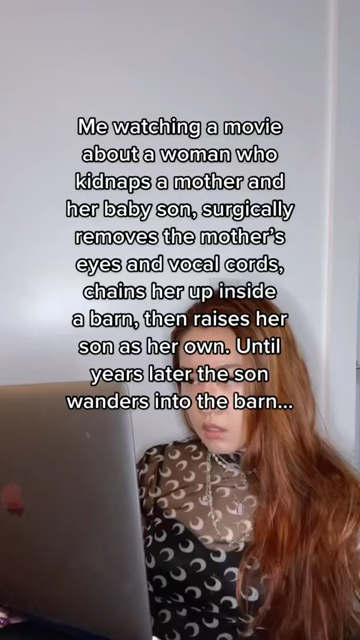 Me watching a movie
about a woman who
kidnaps a mother and
her baby son, surgically
removes the mother's
eyes and vocal cords,
chains her up inside
a barn, then raises her
son as her own. Until
years later the son
wanders into the barn...